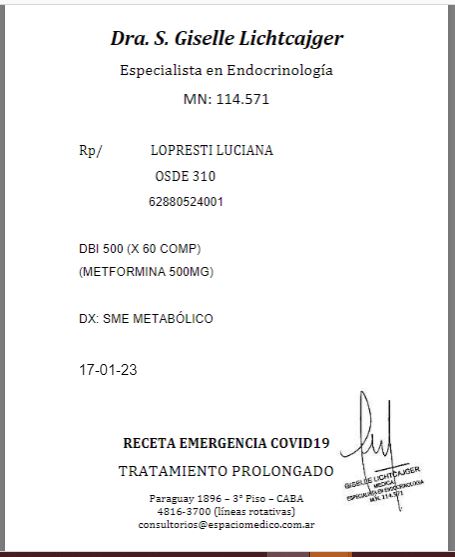 Dra. S. Giselle Lichtcajger
Especialista en Endocrinología
MN: 114.571
Rp/ LOPRESTI LUCIANA
OSDE 310
62880524001
DBI 500 (X 60 COMP)
(METFORMINA 500MG)
DX: SME METABÓLICO
17-01-23
RECETA EMERGENCIA COVID19
TRATAMIENTO PROLONGADO
Paraguay 1896 – 3° Piso – CABA
4816-3700 (líneas rotativas)
consultorios@espaciomedico.com.ar
GISELLE LICHTCAJGER
MEDICA
ESPECIALISTA EN ENDOCRINOLOGIA
M.N. 114.571